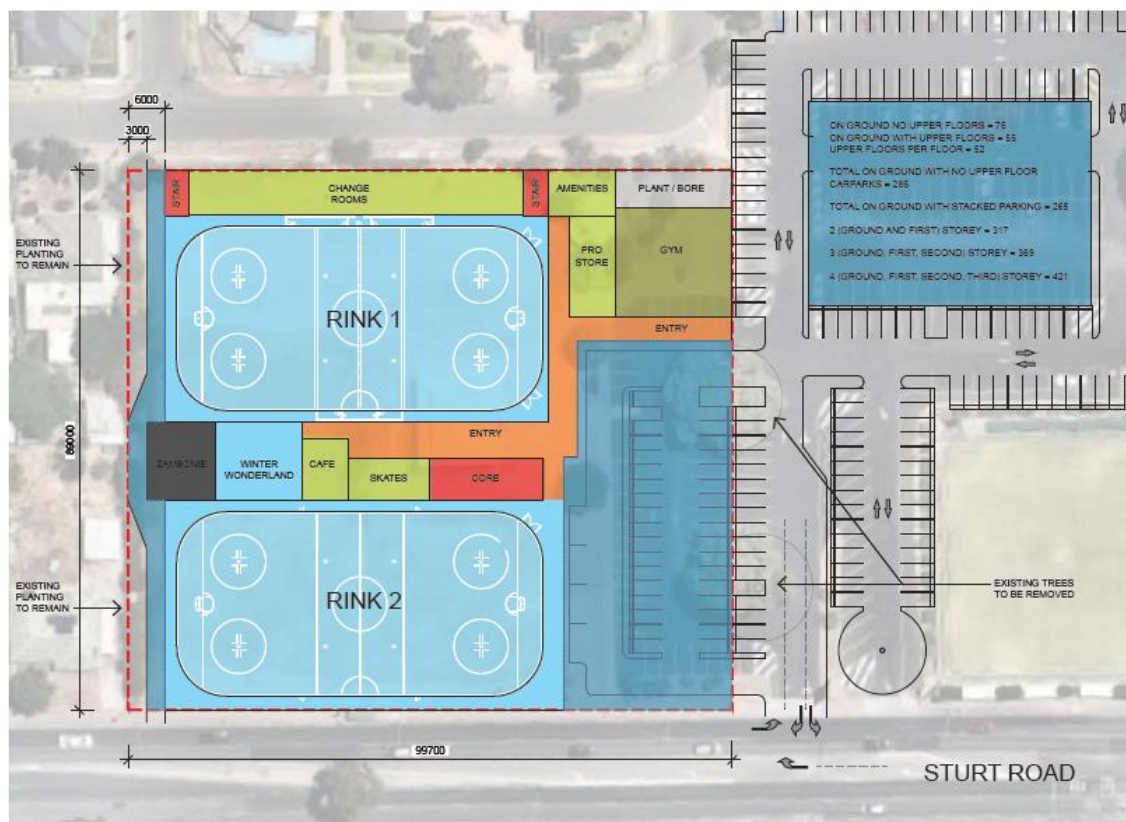 6000
3000
ON GROUND NO UPPER FLOORS = 76
ON GROUND WITH UPPER FLOORS = 55
UPPER FLOORS PER FLOOR = 52
TOTAL ON GROUND WITH NO UPPER FLOOR
CARPARKS = 286
TOTAL ON GROUND WITH STACKED PARKING = 265
2 (GROUND AND FIRST) STOREY = 317
3 (GROUND, FIRST, SECOND) STOREY = 369
4 (GROUND, FIRST, SECOND, THIRD) STOREY = 421
STAIR
CHANGE
ROOMS
STAIR
AMENITIES
PLANT / BORE
EXISTING
PLANTING
TO REMAIN
PRO
STORE
GYM
RINK 1
ENTRY
89000
ENTRY
ZAMBONIE
WINTER
WONDERLAND
CAFE
SKATES
CORE
EXISTING
PLANTING
TO REMAIN
RINK 2
EXISTING TREES
TO BE REMOVED
99700
STURT ROAD